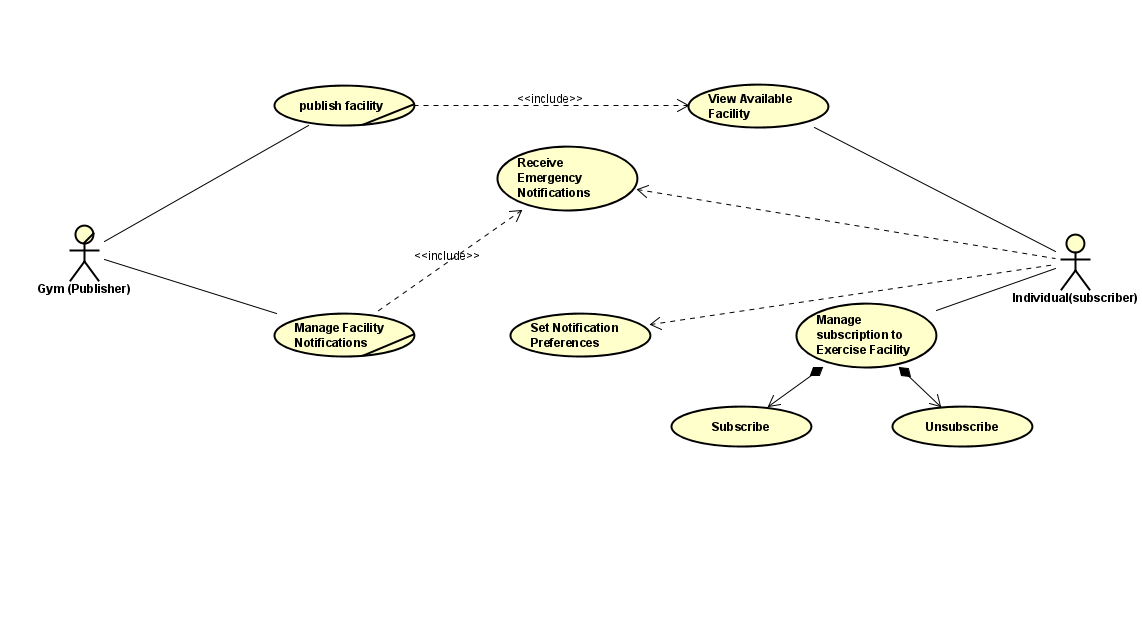 publish facility
<<include>>
View Available
Facility
Receive
Emergency
Notifications
<<include>>
Gym (Publisher)
Individual(subscriber)
Manage Facility
Notifications
Set Notification
Preferences
Manage
subscription to
Exercise Facility
Subscribe
Unsubscribe